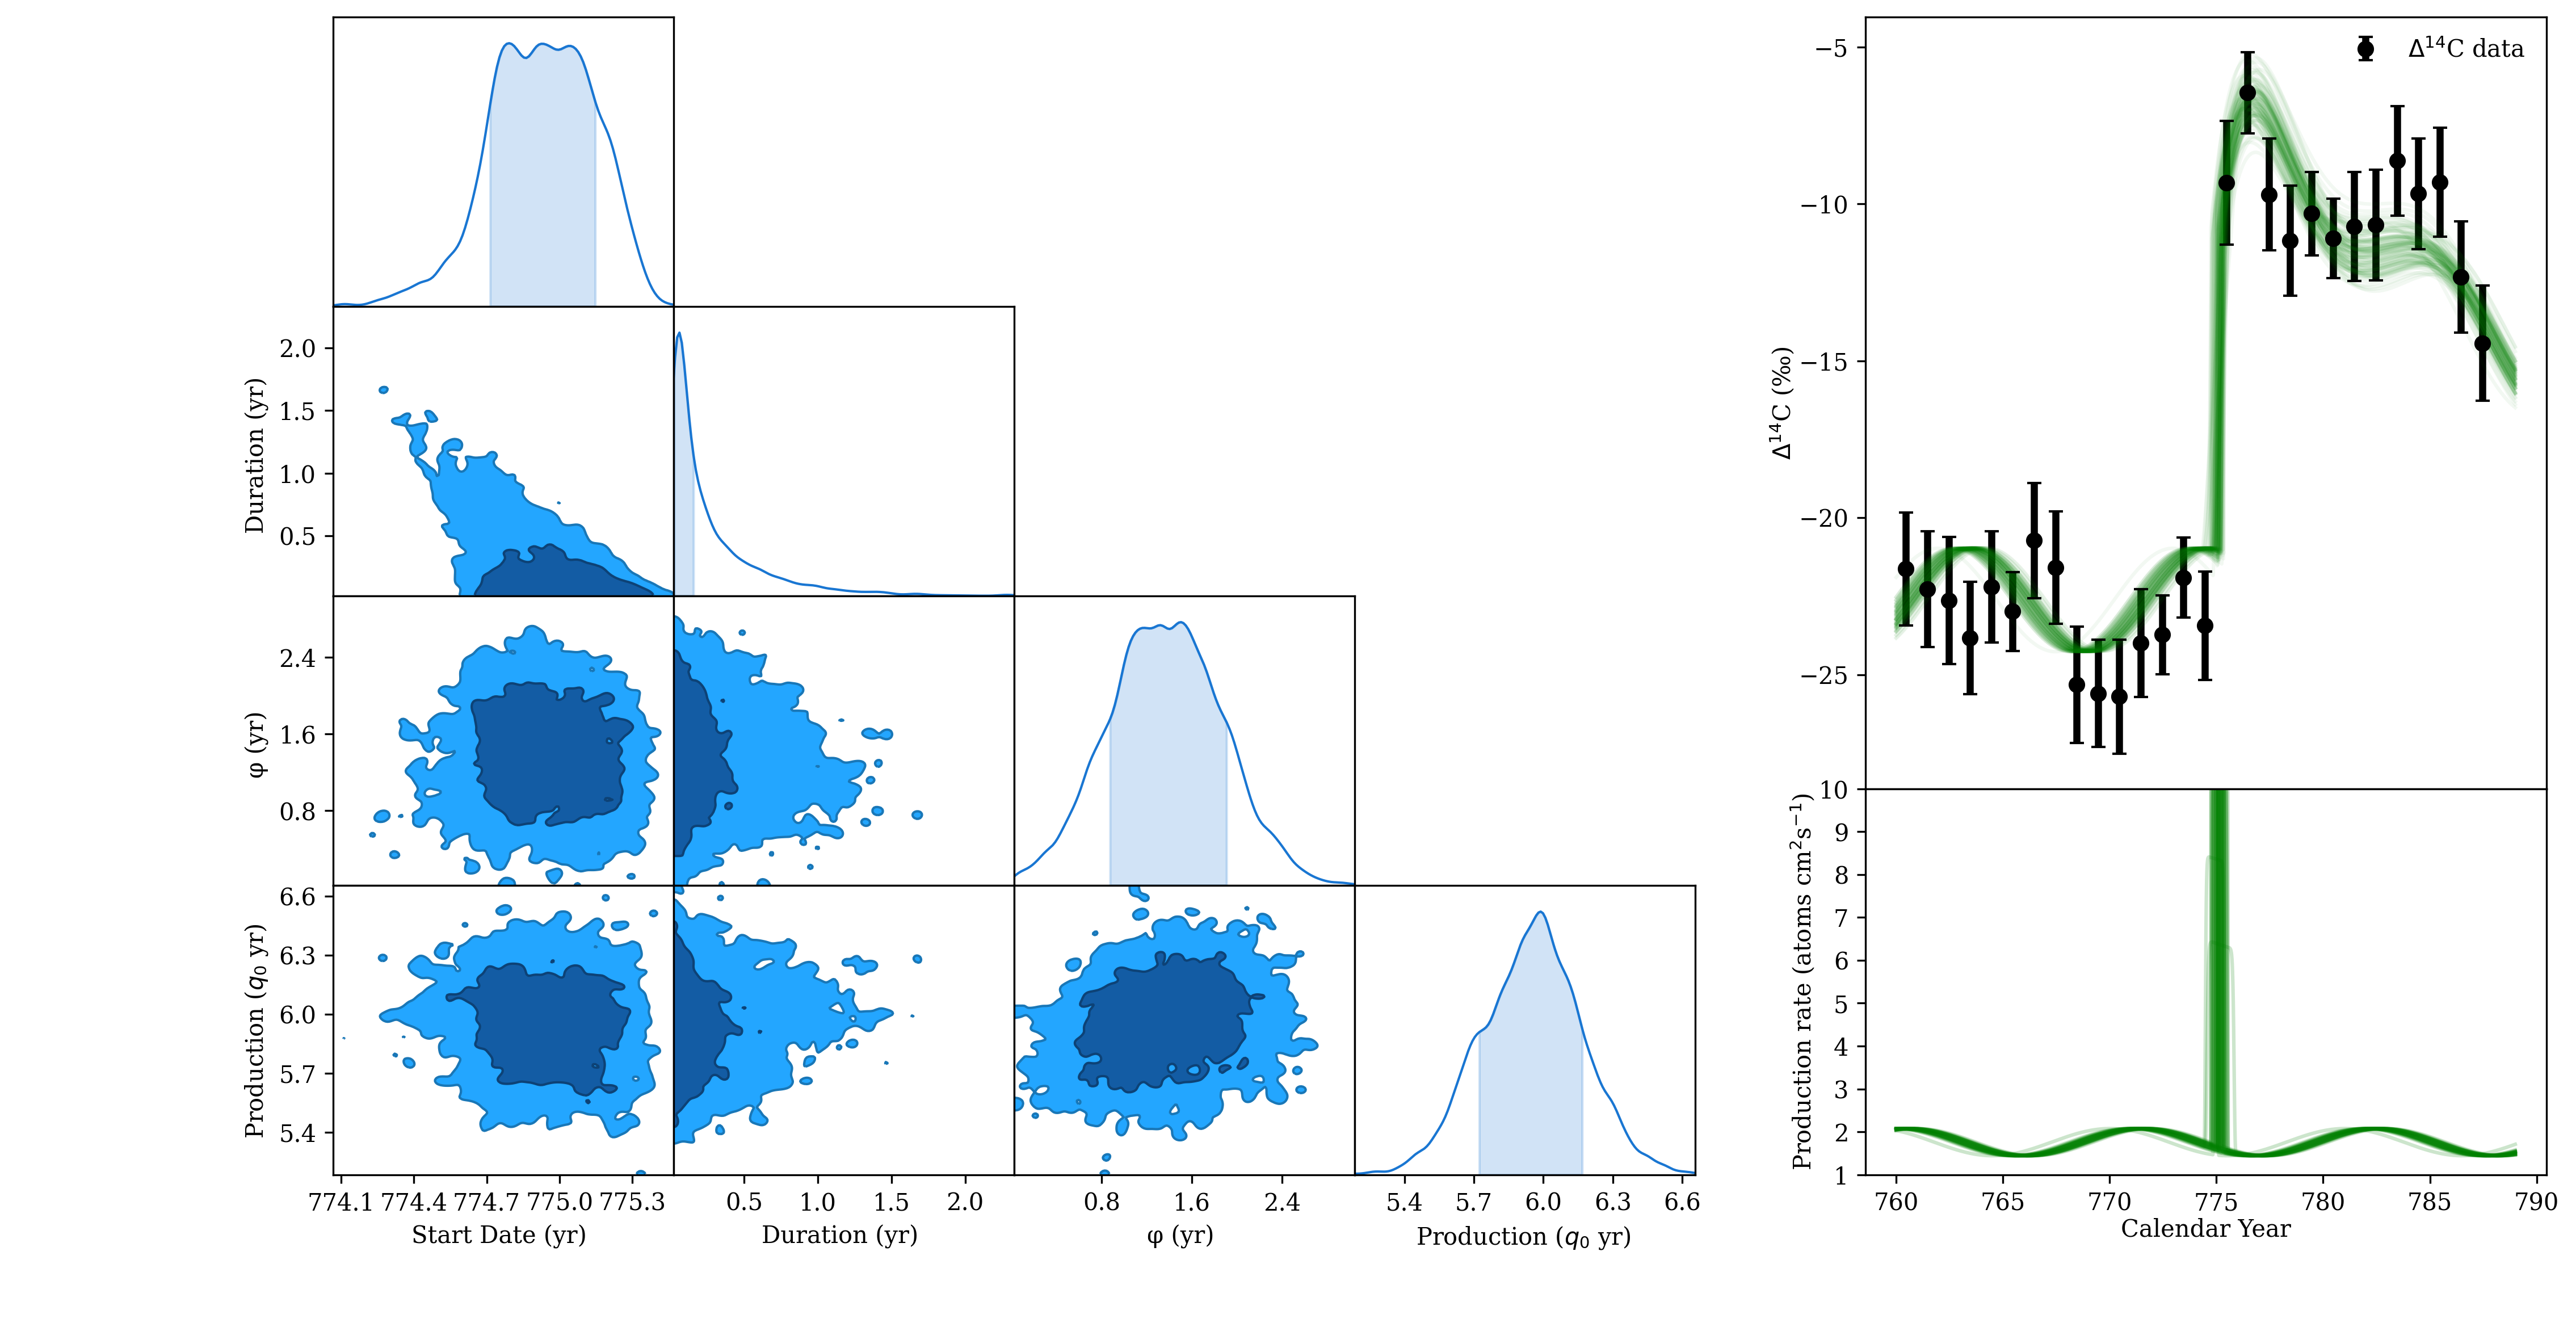 2.0
1.5
1.0
0.5
Duration (yr)
2.4
1.6
0.8
φ (yr)
6.6
6.3
6.0
5.7
5.4
Production (q₀ yr)
774.1 774.4 774.7 775.0 775.3
Start Date (yr)
0.5 1.0 1.5 2.0
Duration (yr)
0.8 1.6 2.4
φ (yr)
5.4 5.7 6.0 6.3 6.6
Production (q₀ yr)
Δ¹⁴C data
−5
−10
−15
−20
−25
Δ¹⁴C (‰)
10
9
8
7
6
5
4
3
2
1
Production rate (atoms cm²s⁻¹)
760 765 770 775 780 785 790
Calendar Year